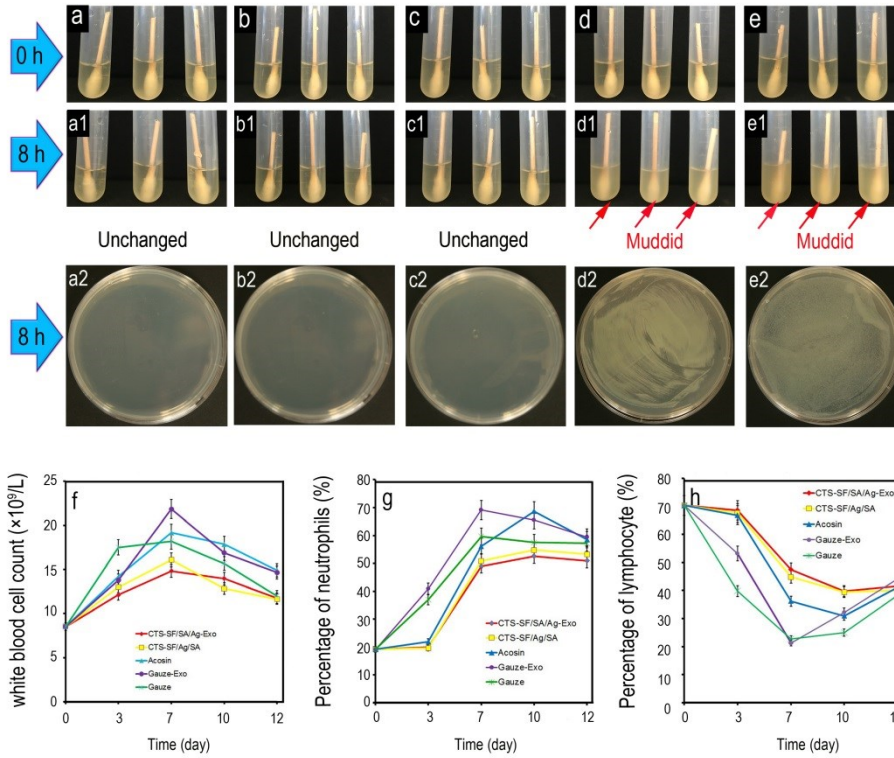 0 h
a
b
c
d
e
8 h
a1
b1
c1
d1
e1
Unchanged
Unchanged
Unchanged
Muddid
Muddid
8 h
a2
b2
c2
d2
e2
f
white blood cell count (×10⁹/L)
25
20
15
10
5
0
CTS-SF/SA/Ag-Exo
CTS-SF/Ag/SA
Acosin
Gauze-Exo
Gauze
0 3 7 10 12
Time (day)
g
Percentage of neutrophils (%)
80
70
60
50
40
30
20
10
0
CTS-SF/SA/Ag-Exo
CTS-SF/Ag/SA
Acosin
Gauze-Exo
Gauze
0 3 7 10 12
Time (day)
h
Percentage of lymphocyte (%)
80
70
60
50
40
30
20
10
0
CTS-SF/SA/Ag-Exo
CTS-SF/Ag/SA
Acosin
Gauze-Exo
Gauze
0 3 7 10 12
Time (day)